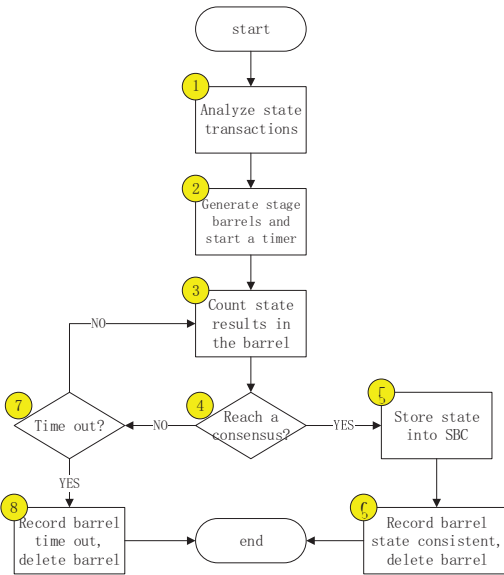 start
1
Analyze state
transactions
2
Generate stage
barrels and
start a timer
3
Count state
results in
the barrel
NO
7
Time out?
NO
4
Reach a
consensus?
YES
5
Store state
into SBC
YES
8
Record barrel
time out,
delete barrel
end
6
Record barrel
state consistent,
delete barrel